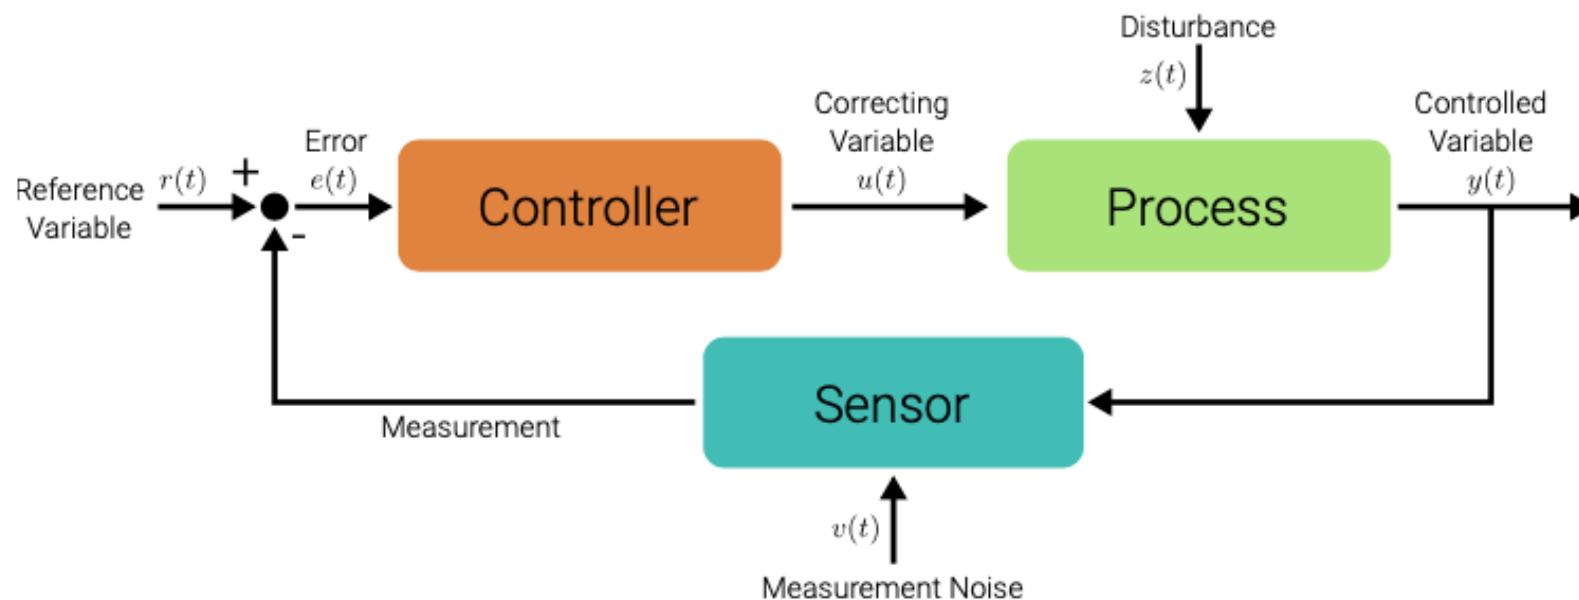 Disturbance
z(t)
Correcting
Variable
u(t)
Controlled
Variable
y(t)
Error
e(t)
Reference
Variable
r(t)
+
-
Controller
Process
Sensor
Measurement
v(t)
Measurement Noise